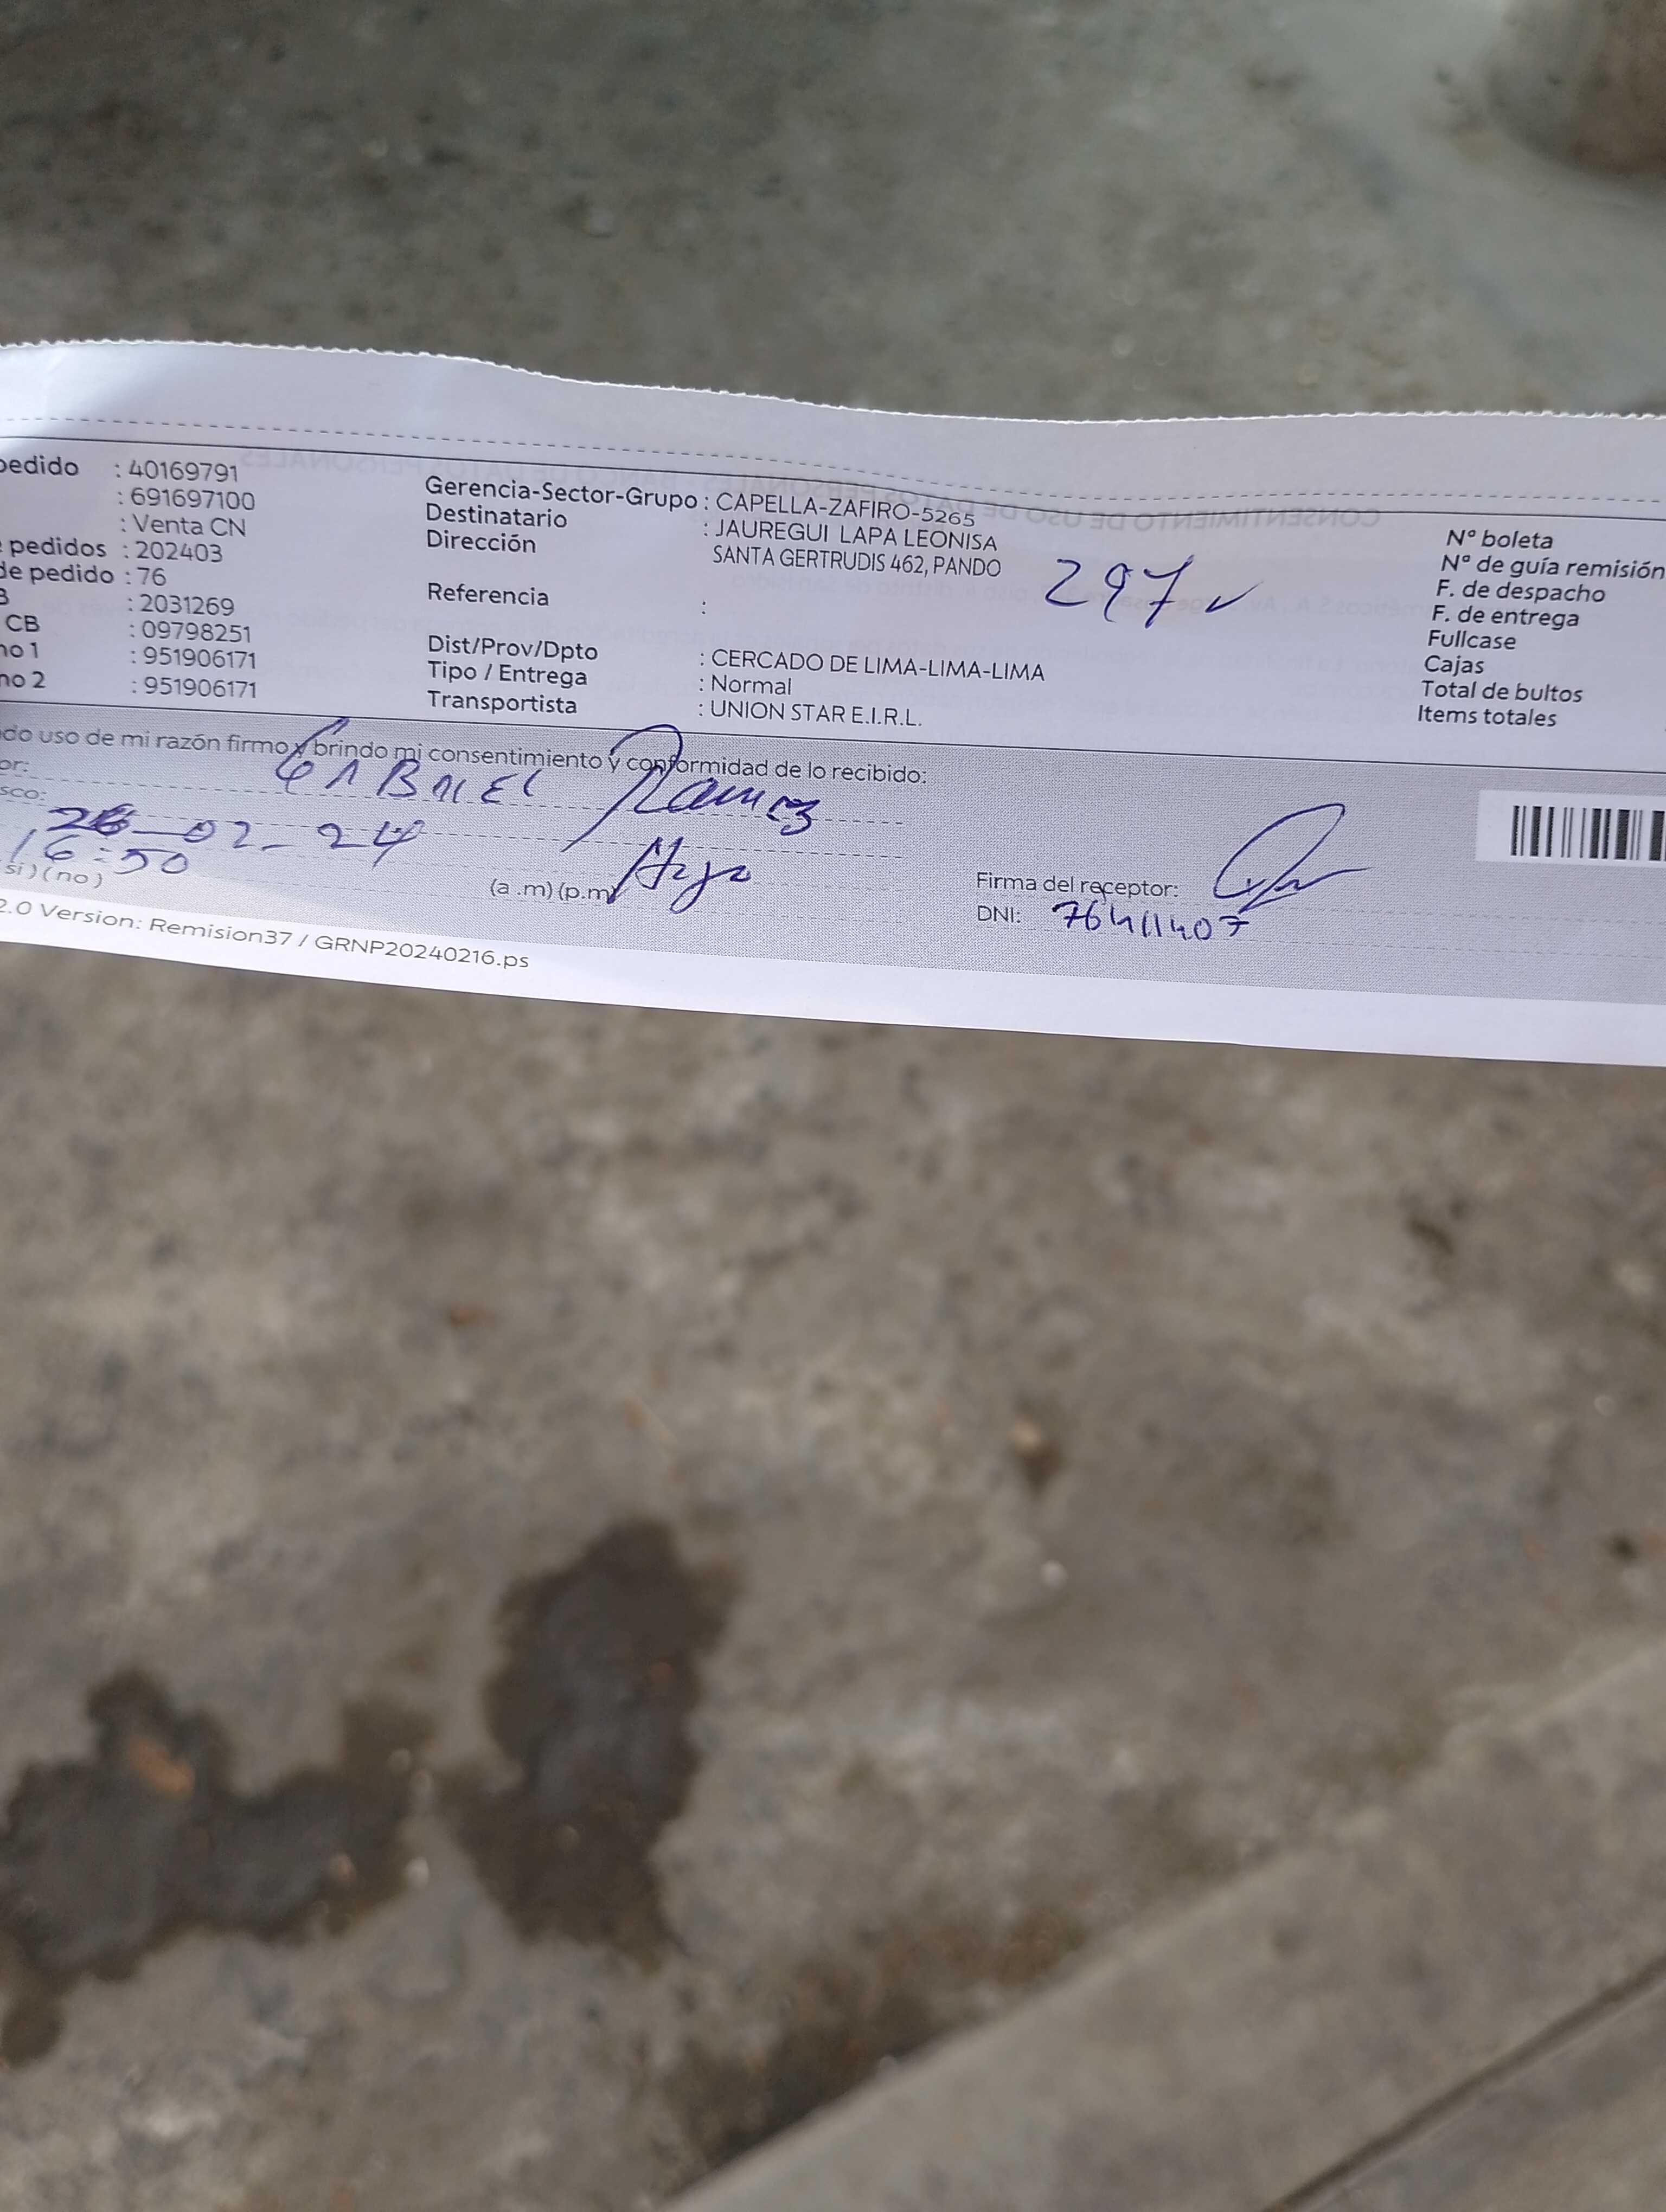 pedido : 40169791
: 691697100
: Venta CN
pedidos : 202403
de pedido : 76
: 2031269
CB : 09798251
no 1 : 951906171
no 2 : 951906171
Gerencia-Sector-Grupo : CAPELLA-ZAFIRO-5265
Destinatario : JAUREGUI LAPA LEONISA
Dirección SANTA GERTRUDIS 462, PANDO
297 ✓
Referencia :
Dist/Prov/Dpto : CERCADO DE LIMA-LIMA-LIMA
Tipo / Entrega : Normal
Transportista : UNION STAR E.I.R.L.
N° boleta
N° de guía remisión
F. de despacho
F. de entrega
Fullcase
Cajas
Total de bultos
Items totales
do uso de mi razón firmo y brindo mi consentimiento y conformidad de lo recibido:
or: GABRIEL Ramirez
sco: Hijo
26-02-24
16:50
si) (no) (a .m) (p.m)
Firma del receptor:
DNI: 76411407
2.0 Version: Remision37 / GRNP20240216.ps